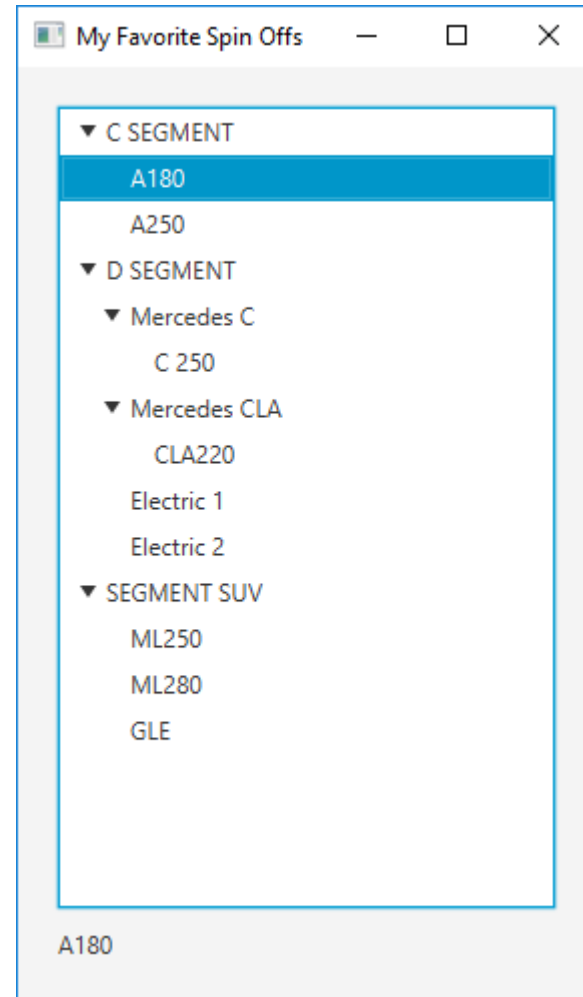 My Favorite Spin Offs
C SEGMENT
A180
A250
D SEGMENT
Mercedes C
C 250
Mercedes CLA
CLA220
Electric 1
Electric 2
SEGMENT SUV
ML250
ML280
GLE
A180